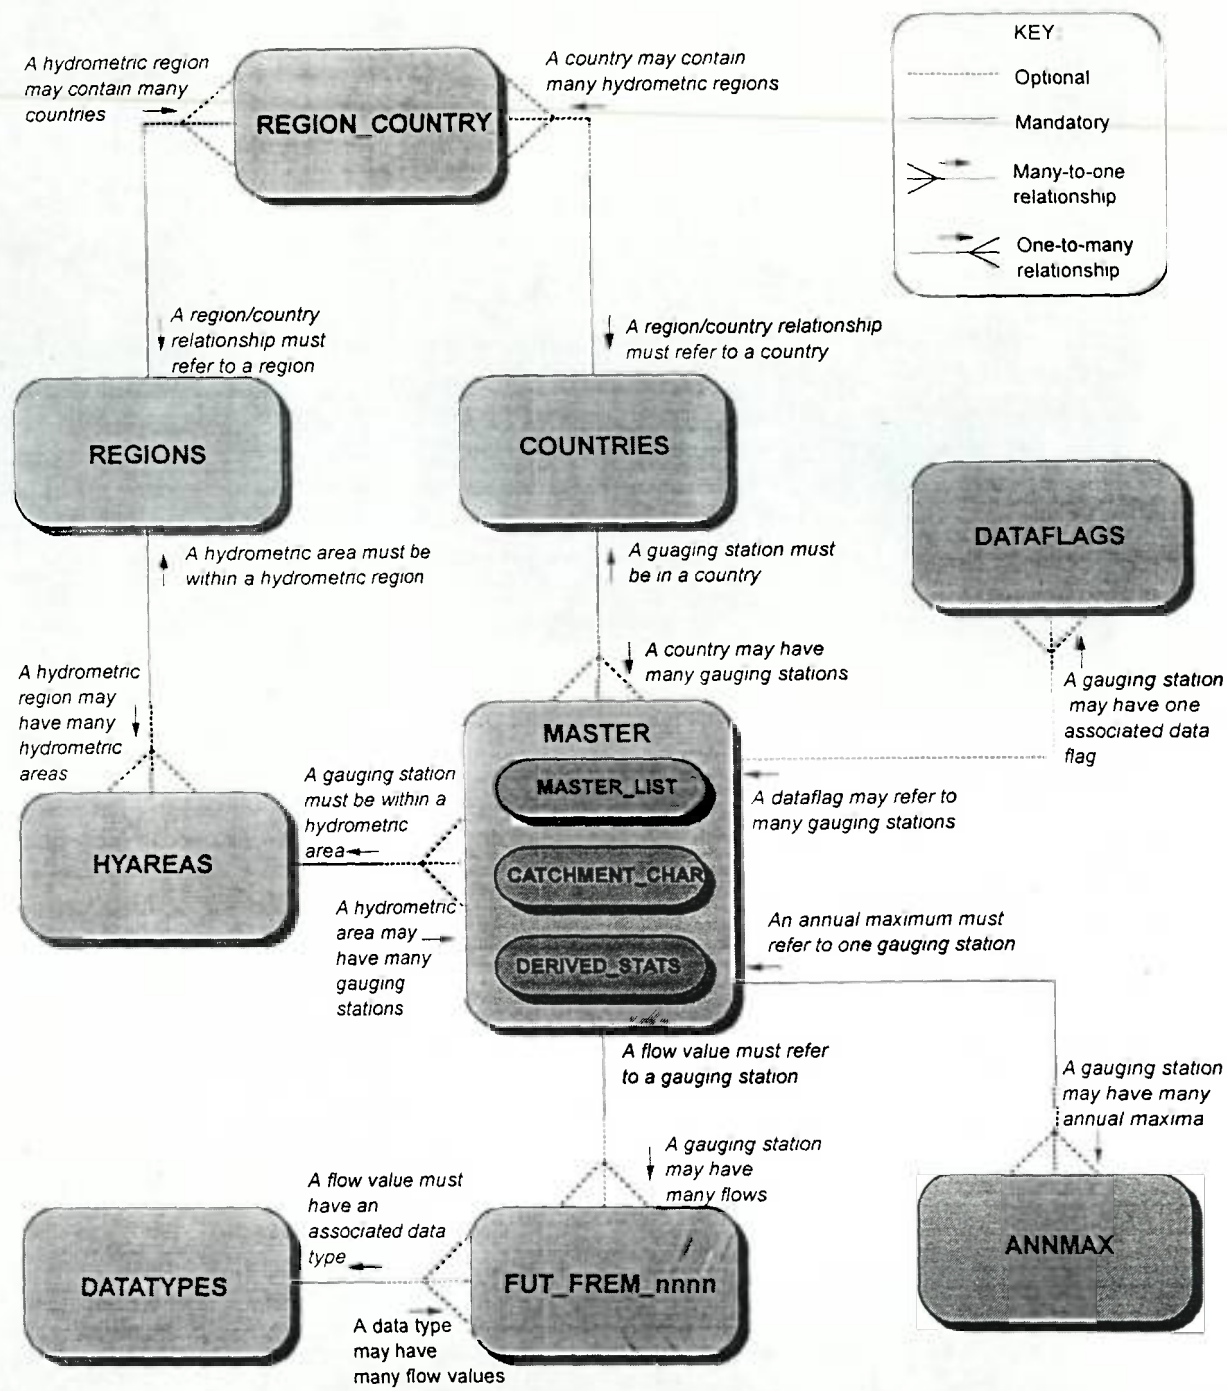 A hydrometric region
may contain many
countries
REGION_COUNTRY
A country may contain
many hydrometric regions
KEY
Optional
Mandatory
Many-to-one
relationship
One-to-many
relationship
A region/country
relationship must
refer to a region
A region/country relationship
must refer to a country
REGIONS
COUNTRIES
DATAFLAGS
A hydrometric area must be
within a hydrometric region
A guaging station must
be in a country
A hydrometric
region may
have many
hydrometric
areas
A country may have
many gauging stations
A gauging station
may have one
associated data
flag
MASTER
MASTER_LIST
CATCHMENT_CHAR
DERIVED_STATS
A gauging station
must be within a
hydrometric
area
A dataflag may refer to
many gauging stations
HYAREAS
A hydrometric
area may
have many
gauging
stations
An annual maximum must
refer to one gauging station
A flow value must refer
to a gauging station
A gauging station
may have many
annual maxima
A gauging station
may have
many flows
A flow value must
have an
associated data
type
DATATYPES
FUT_FREM_nnnn
ANNMAX
A data type
may have
many flow values